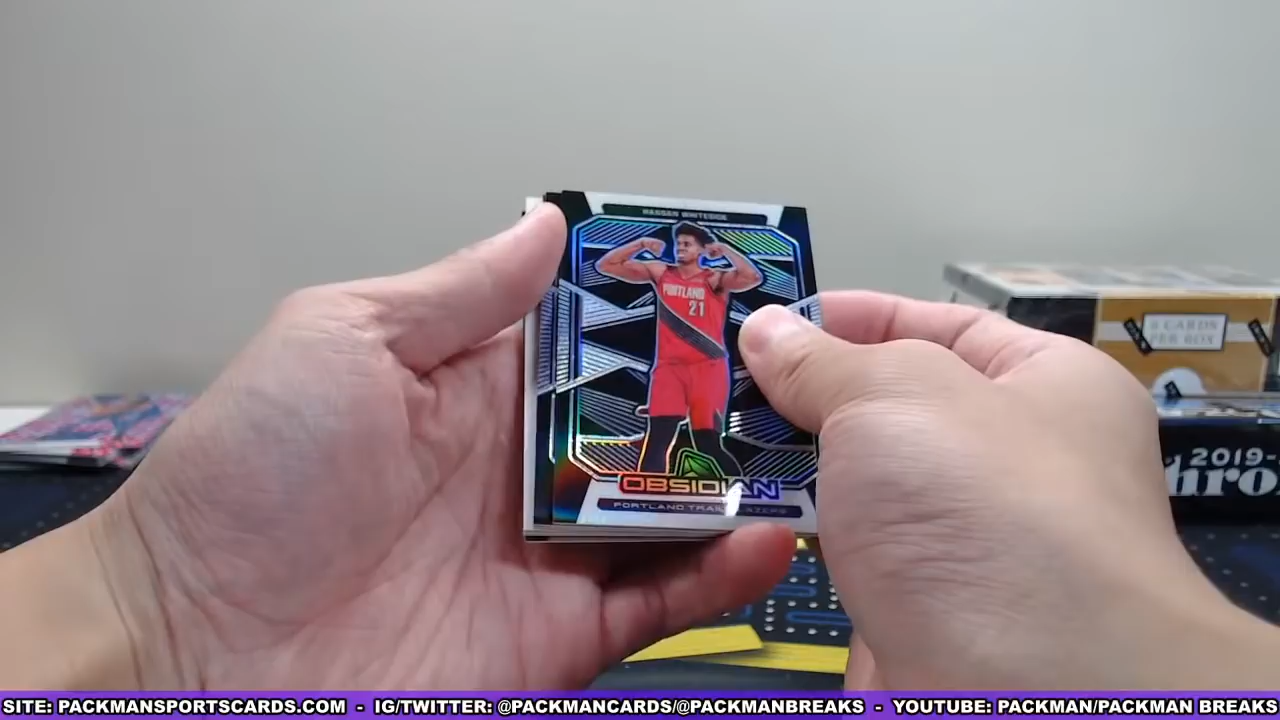 HASSAN WHITESIDE
PORTLAND
21
OBSIDIAN
PORTLAND TRAIL BLAZERS
8 CARDS
PER BOX
2019-
SITE: PACKMANSPORTSCARDS.COM - IG/TWITTER: @PACKMANCARDS/@PACKMANBREAKS - YOUTUBE: PACKMAN/PACKMAN BREAKS